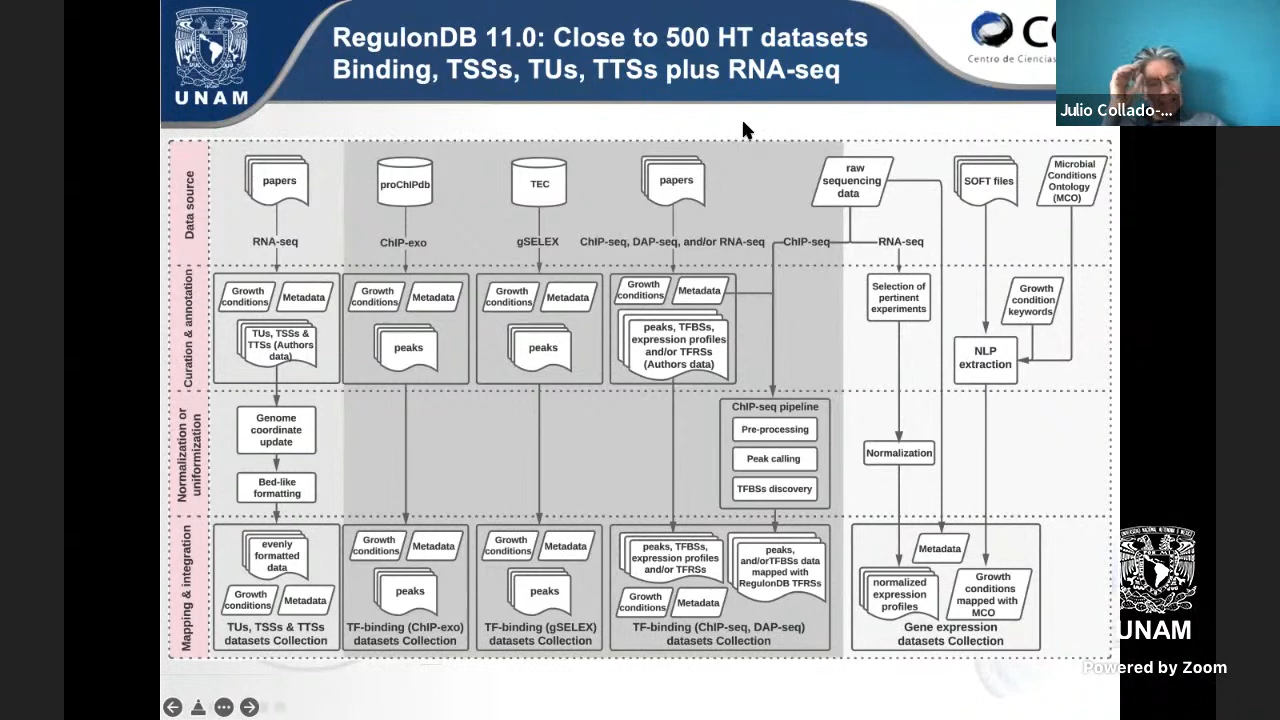 RegulonDB 11.0: Close to 500 HT datasets
Binding, TSSs, TUs, TTSs plus RNA-seq
UNAM
Centro de Ciencias
Julio Collado-...
Data source
papers
proChIPdb
TEC
papers
raw
sequencing
data
SOFT files
Microbial
Conditions
Ontology
(MCO)
RNA-seq
ChIP-exo
gSELEX
ChIP-seq, DAP-seq, and/or RNA-seq
ChIP-seq
RNA-seq
Curation & annotation
Growth
conditions
Metadata
TUs, TSSs &
TTSs (Authors
data)
Growth
conditions
Metadata
peaks
Growth
conditions
Metadata
peaks
Growth
conditions
Metadata
peaks, TFBSs,
expression profiles
and/or TFRSs
(Authors data)
Selection of
pertinent
experiments
Growth
condition
keywords
NLP
extraction
Normalization or
uniformization
Genome
coordinate
update
Bed-like
formatting
ChIP-seq pipeline
Pre-processing
Peak calling
TFBSs discovery
Normalization
Mapping & integration
evenly
formatted
data
Growth
conditions
Metadata
TUs, TSSs & TTSs
datasets Collection
Growth
conditions
Metadata
peaks
TF-binding (ChIP-exo)
datasets Collection
Growth
conditions
Metadata
peaks
TF-binding (gSELEX)
datasets Collection
peaks, TFBSs,
expression profiles
and/or TFRSs
peaks,
and/orTFBSs data
mapped with
RegulonDB TFRSs
Growth
conditions
Metadata
TF-binding (ChIP-seq, DAP-seq)
datasets Collection
Metadata
normalized
expression
profiles
Growth
conditions
mapped with
MCO
Gene expression
datasets Collection
UNAM
Powered by Zoom